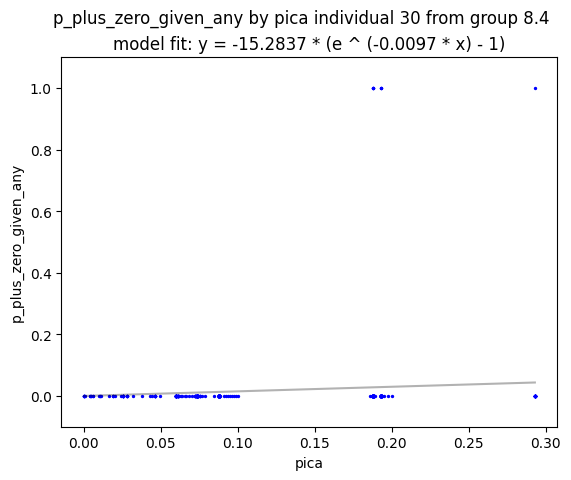 p_plus_zero_given_any by pica individual 30 from group 8.4
model fit: y = -15.2837 * (e ^ (-0.0097 * x) - 1)
1.0
0.8
0.6
0.4
0.2
0.0
p_plus_zero_given_any
0.00 0.05 0.10 0.15 0.20 0.25 0.30
pica